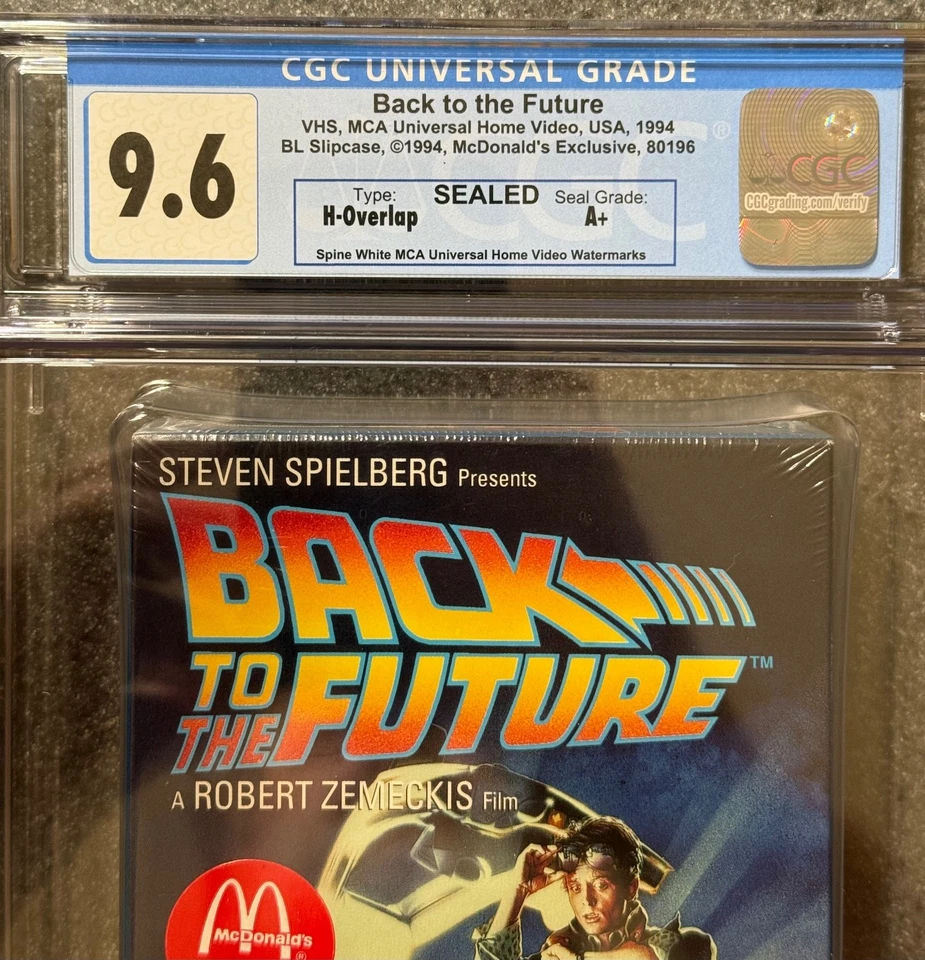 CGC UNIVERSAL GRADE
9.6
Back to the Future
VHS, MCA Universal Home Video, USA, 1994
BL Slipcase, ©1994, McDonald's Exclusive, 80196
Type: SEALED Seal Grade:
H-Overlap A+
Spine White MCA Universal Home Video Watermarks
CGC
CGCgrading.com/verify
STEVEN SPIELBERG Presents
BACK
TO
THE FUTURE™
A ROBERT ZEMECKIS Film
McDonald's®